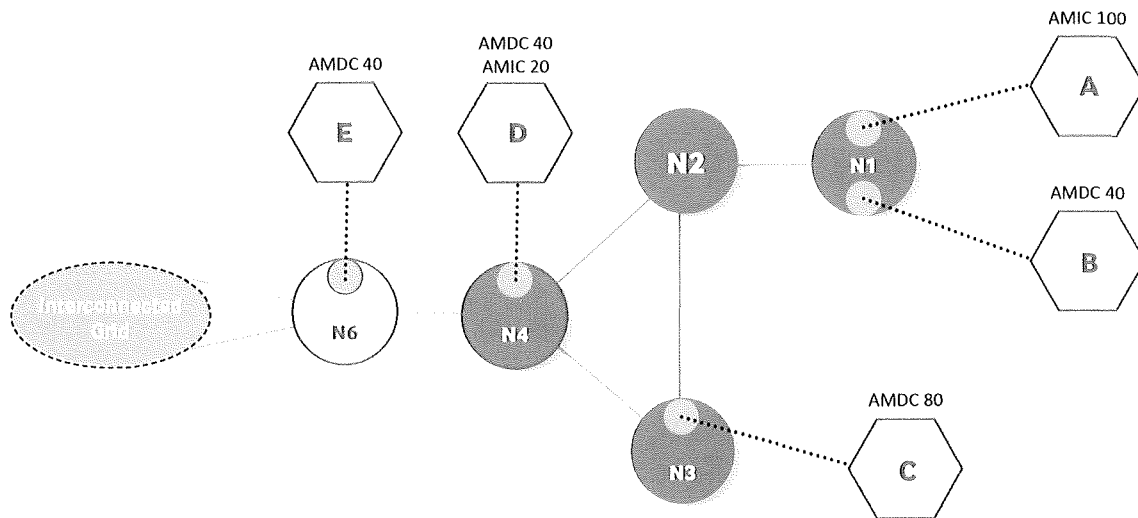 AMIC 100
A
AMDC 40
AMIC 20
AMDC 40
E
D
N2
N1
AMDC 40
B
Interconnected
Grid
N6
N4
AMDC 80
N3
C